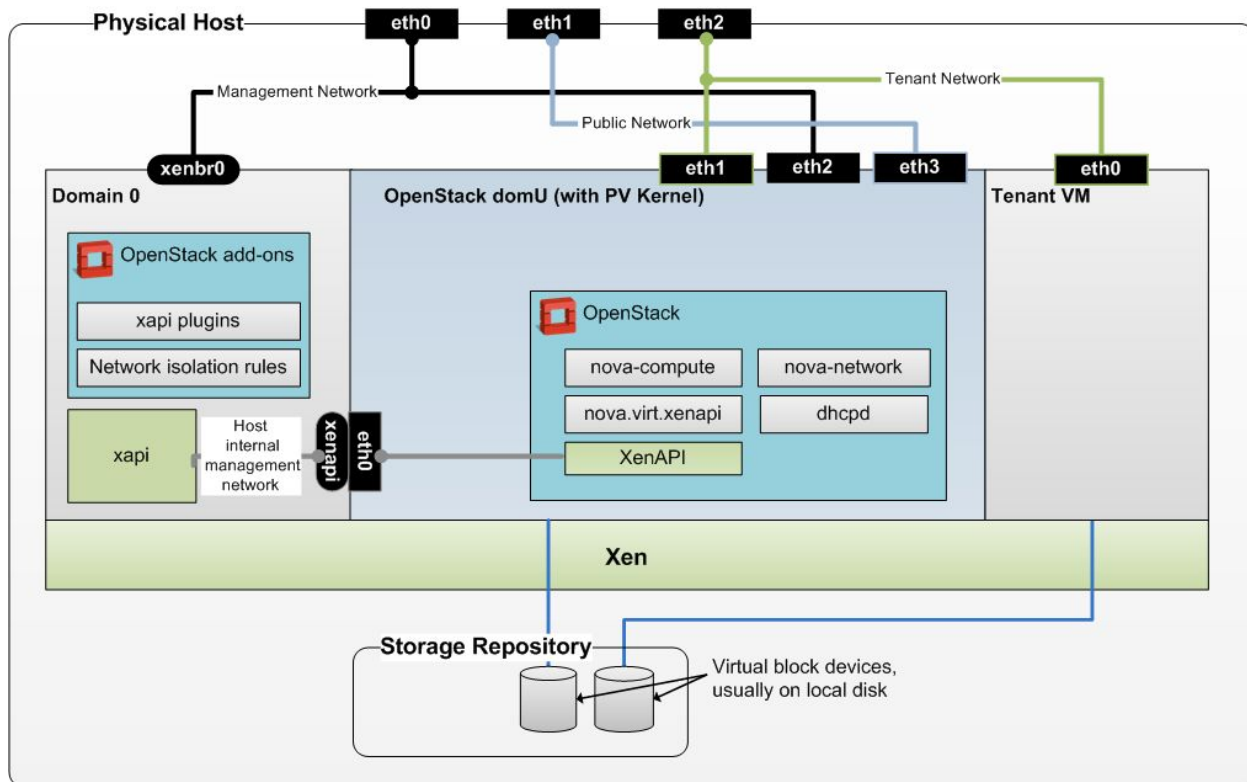 Physical Host
eth0
eth1
eth2
Management Network
Tenant Network
Public Network
xenbr0
eth1
eth2
eth3
eth0
Domain 0
OpenStack domU (with PV Kernel)
Tenant VM
OpenStack add-ons
xapi plugins
Network isolation rules
OpenStack
nova-compute
nova-network
nova.virt.xenapi
dhcpd
XenAPI
xapi
Host
internal
management
network
xenapi
eth0
Xen
Storage Repository
Virtual block devices,
usually on local disk